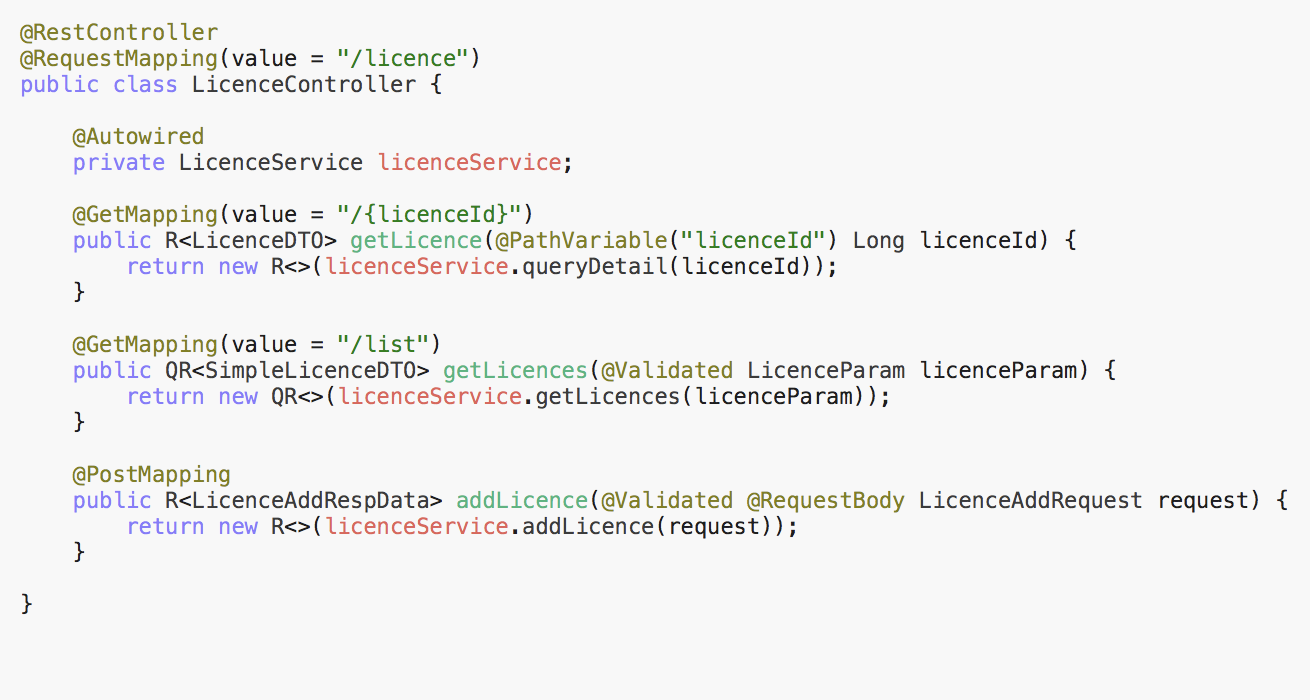 @RestController
@RequestMapping(value = "/licence")
public class LicenceController {
@Autowired
private LicenceService licenceService;
@GetMapping(value = "/{licenceId}")
public R<LicenceDTO> getLicence(@PathVariable("licenceId") Long licenceId) {
return new R<>(licenceService.queryDetail(licenceId));
}
@GetMapping(value = "/list")
public QR<SimpleLicenceDTO> getLicences(@Validated LicenceParam licenceParam) {
return new QR<>(licenceService.getLicences(licenceParam));
}
@PostMapping
public R<LicenceAddRespData> addLicence(@Validated @RequestBody LicenceAddRequest request) {
return new R<>(licenceService.addLicence(request));
}
}